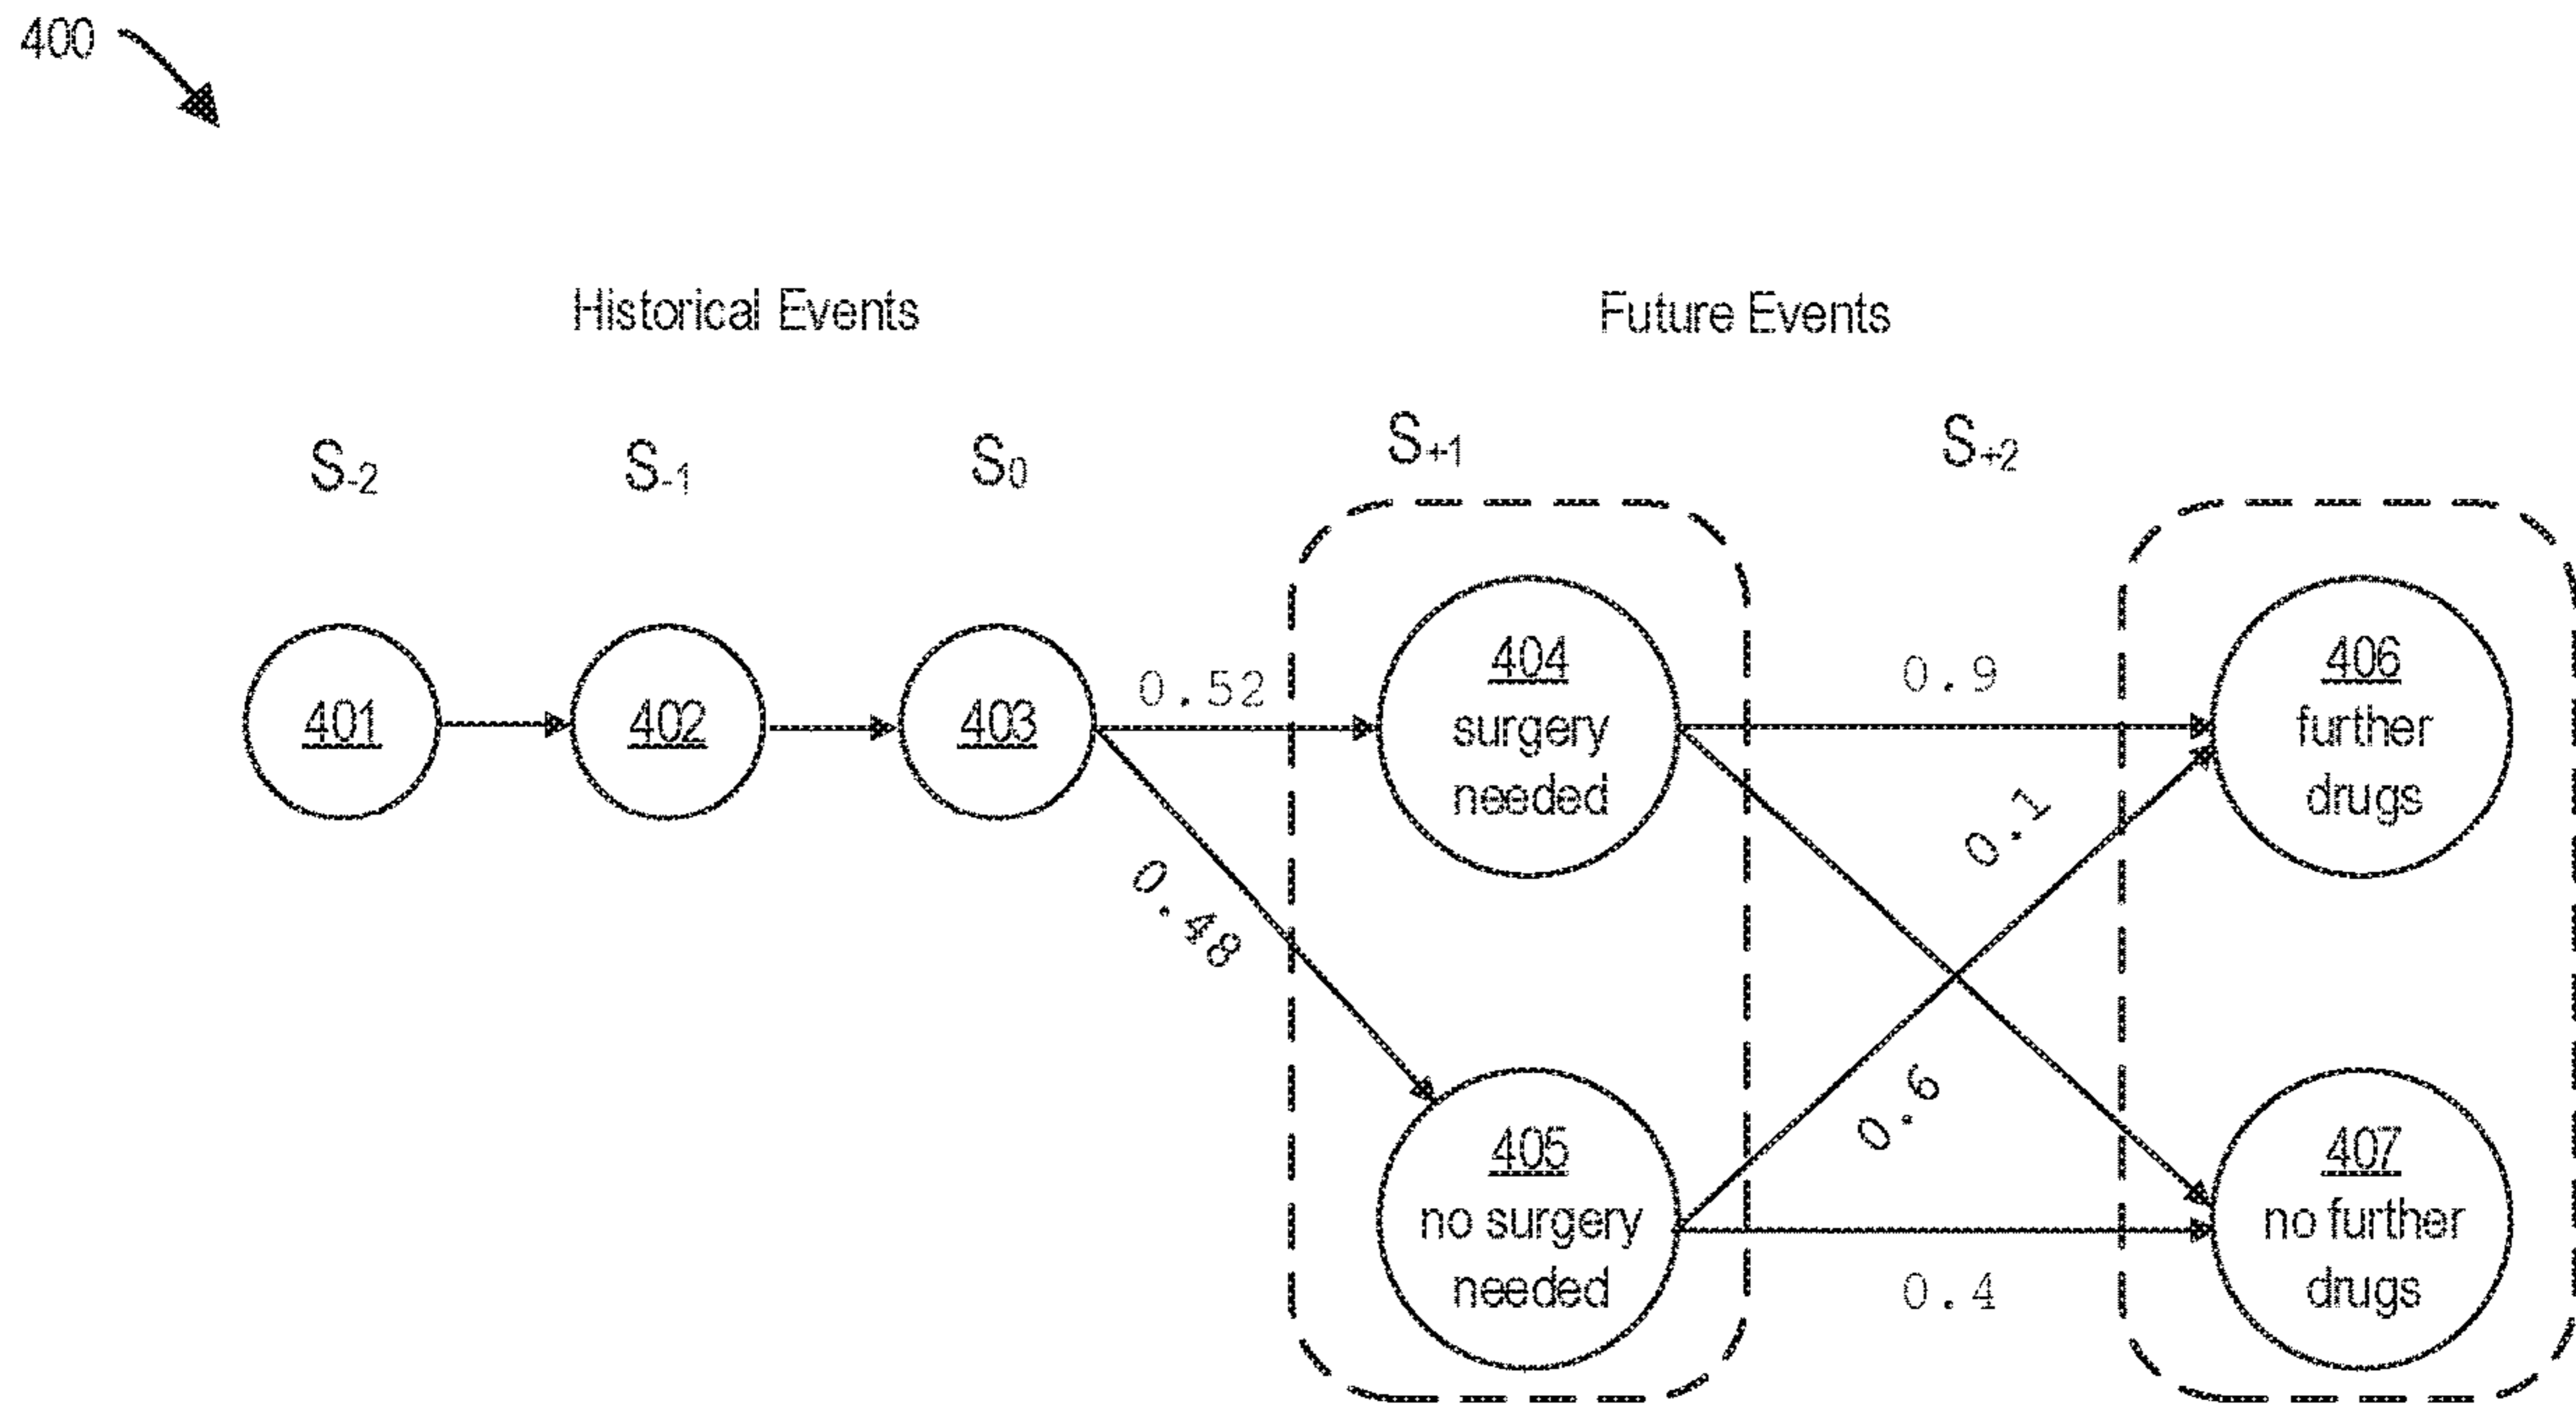 400
Historical Events
Future Events
S-2
S-1
S0
S+1
S+2
401
402
403
0.52
0.48
404
surgery
needed
405
no surgery
needed
0.9
0.1
0.6
0.4
406
further
drugs
407
no further
drugs